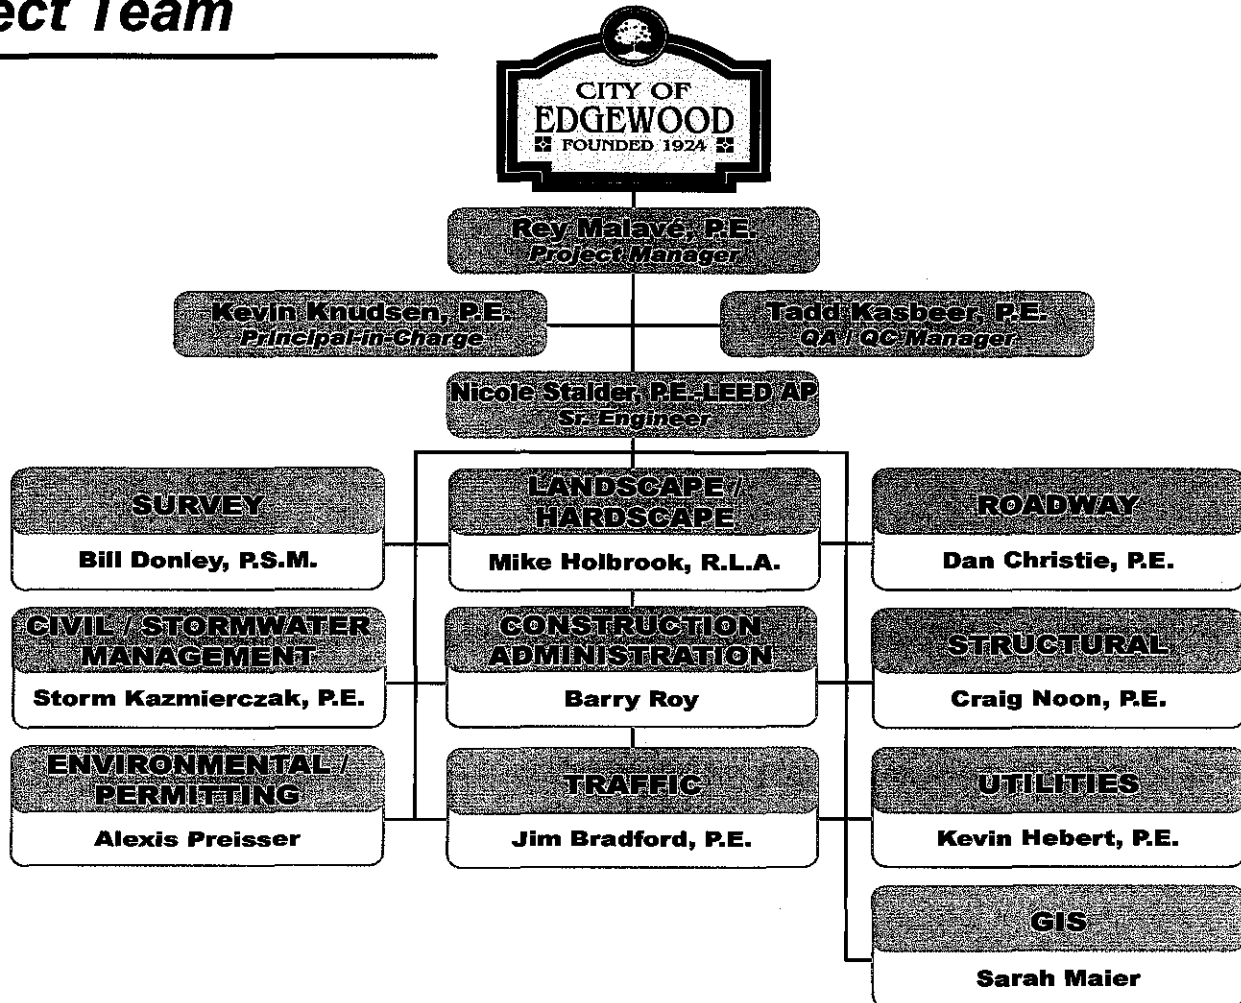 ect Team
CITY OF
EDGEWOOD
FOUNDED 1924
Rey Malavé, P.E.
Project Manager
Kevin Knudsen, P.E.
Principal-in-Charge
Tadd Kasbeer, P.E.
QA / QC Manager
Nicole Stalder, P.E.-LEED AP
Sr. Engineer
SURVEY
Bill Donley, P.S.M.
LANDSCAPE /
HARDSCAPE
Mike Holbrook, R.L.A.
ROADWAY
Dan Christie, P.E.
CIVIL / STORMWATER
MANAGEMENT
Storm Kazmierczak, P.E.
CONSTRUCTION
ADMINISTRATION
Barry Roy
STRUCTURAL
Craig Noon, P.E.
ENVIRONMENTAL /
PERMITTING
Alexis Preisser
TRAFFIC
Jim Bradford, P.E.
UTILITIES
Kevin Hebert, P.E.
GIS
Sarah Maier